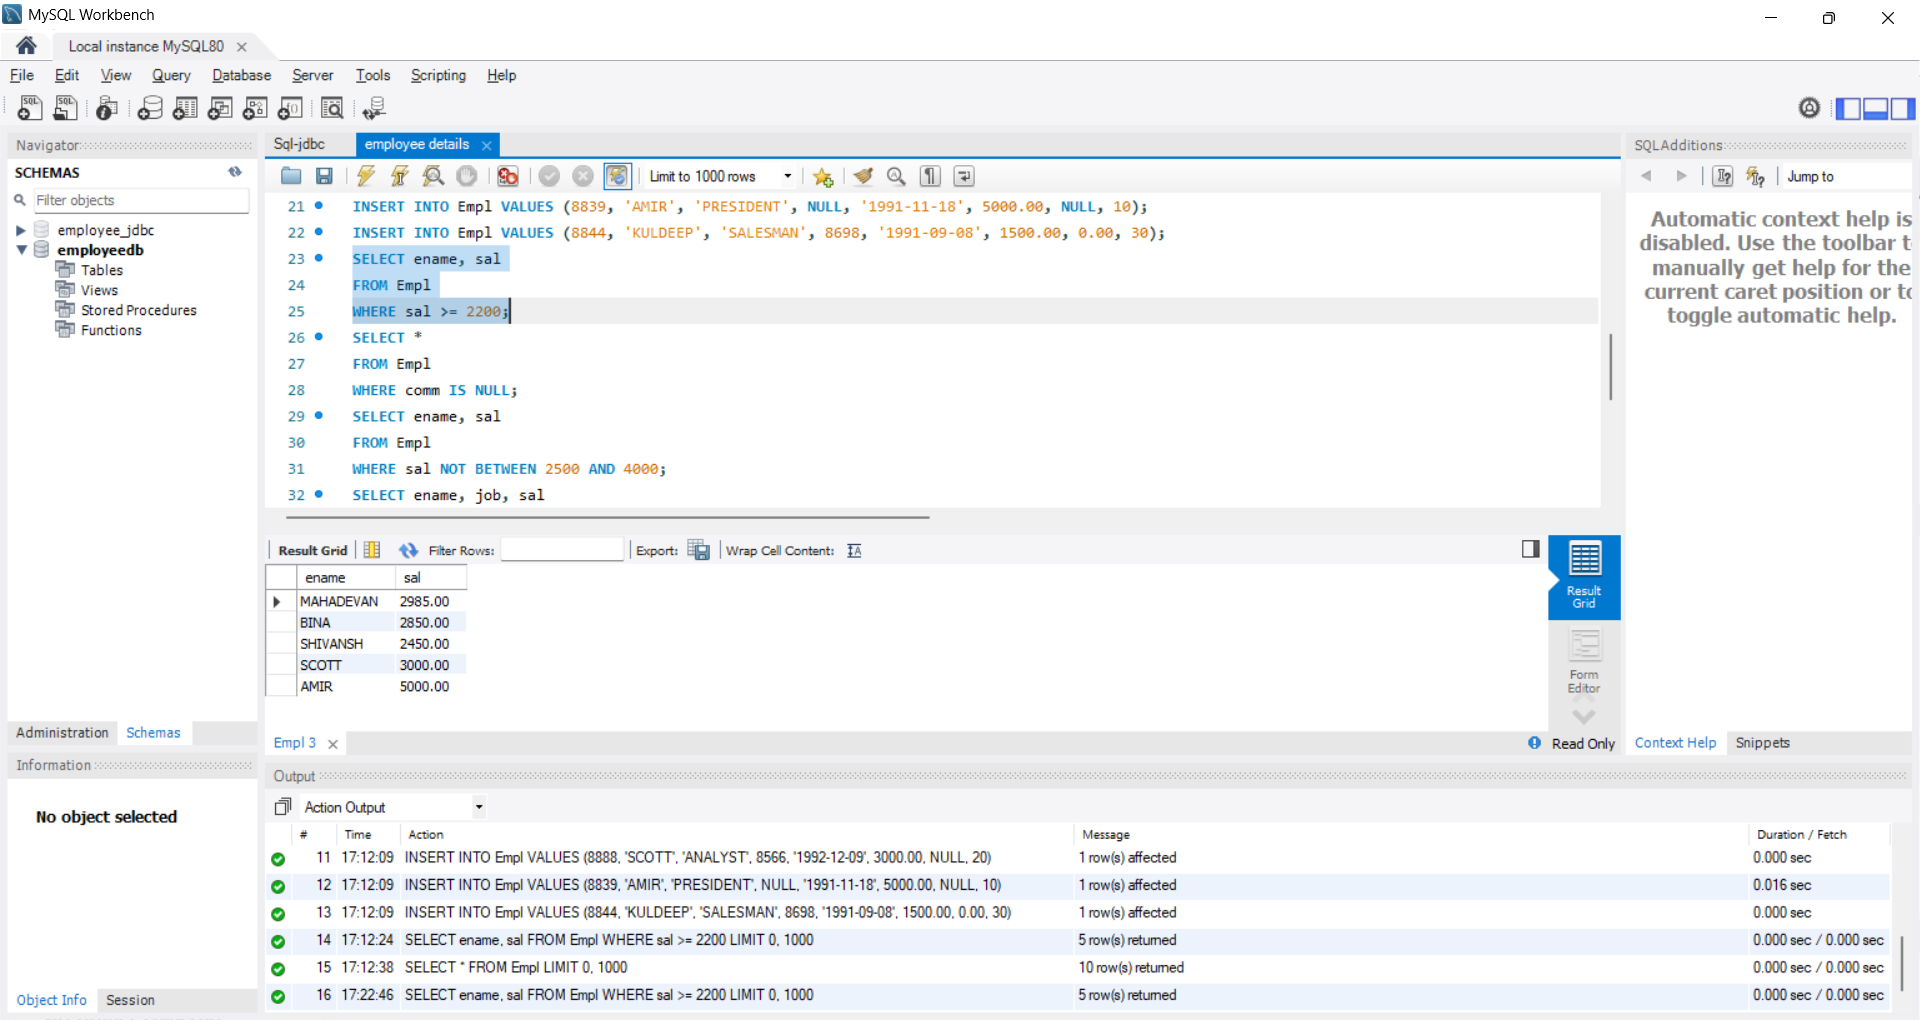 MySQL Workbench
Local instance MySQL80
File Edit View Query Database Server Tools Scripting Help
Navigator
SCHEMAS
Filter objects
employee_jdbc
employeedb
Tables
Views
Stored Procedures
Functions
Administration Schemas
Information
No object selected
Object Info Session
Sql-jdbc employee details
Limit to 1000 rows
21 INSERT INTO Empl VALUES (8839, 'AMIR', 'PRESIDENT', NULL, '1991-11-18', 5000.00, NULL, 10);
22 INSERT INTO Empl VALUES (8844, 'KULDEEP', 'SALESMAN', 8698, '1991-09-08', 1500.00, 0.00, 30);
23 SELECT ename, sal
24 FROM Empl
25 WHERE sal >= 2200;
26 SELECT *
27 FROM Empl
28 WHERE comm IS NULL;
29 SELECT ename, sal
30 FROM Empl
31 WHERE sal NOT BETWEEN 2500 AND 4000;
32 SELECT ename, job, sal
Result Grid Filter Rows: Export: Wrap Cell Content:
ename sal
MAHADEVAN 2985.00
BINA 2850.00
SHIVANSH 2450.00
SCOTT 3000.00
AMIR 5000.00
Result
Grid
Form
Editor
Empl 3
Read Only
SQLAdditions
Jump to
Automatic context help is
disabled. Use the toolbar t
manually get help for the
current caret position or to
toggle automatic help.
Context Help Snippets
Output
Action Output
# Time Action Message Duration / Fetch
11 17:12:09 INSERT INTO Empl VALUES (8888, 'SCOTT', 'ANALYST', 8566, '1992-12-09', 3000.00, NULL, 20) 1 row(s) affected 0.000 sec
12 17:12:09 INSERT INTO Empl VALUES (8839, 'AMIR', 'PRESIDENT', NULL, '1991-11-18', 5000.00, NULL, 10) 1 row(s) affected 0.016 sec
13 17:12:09 INSERT INTO Empl VALUES (8844, 'KULDEEP', 'SALESMAN', 8698, '1991-09-08', 1500.00, 0.00, 30) 1 row(s) affected 0.000 sec
14 17:12:24 SELECT ename, sal FROM Empl WHERE sal >= 2200 LIMIT 0, 1000 5 row(s) returned 0.000 sec / 0.000 sec
15 17:12:38 SELECT * FROM Empl LIMIT 0, 1000 10 row(s) returned 0.000 sec / 0.000 sec
16 17:22:46 SELECT ename, sal FROM Empl WHERE sal >= 2200 LIMIT 0, 1000 5 row(s) returned 0.000 sec / 0.000 sec